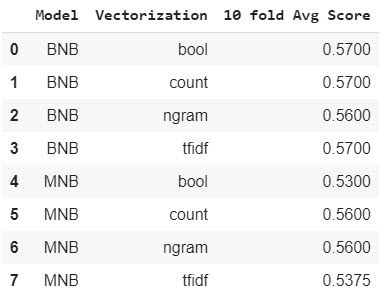 Model Vectorization 10 fold Avg Score
0 BNB bool 0.5700
1 BNB count 0.5700
2 BNB ngram 0.5600
3 BNB tfidf 0.5700
4 MNB bool 0.5300
5 MNB count 0.5600
6 MNB ngram 0.5600
7 MNB tfidf 0.5375